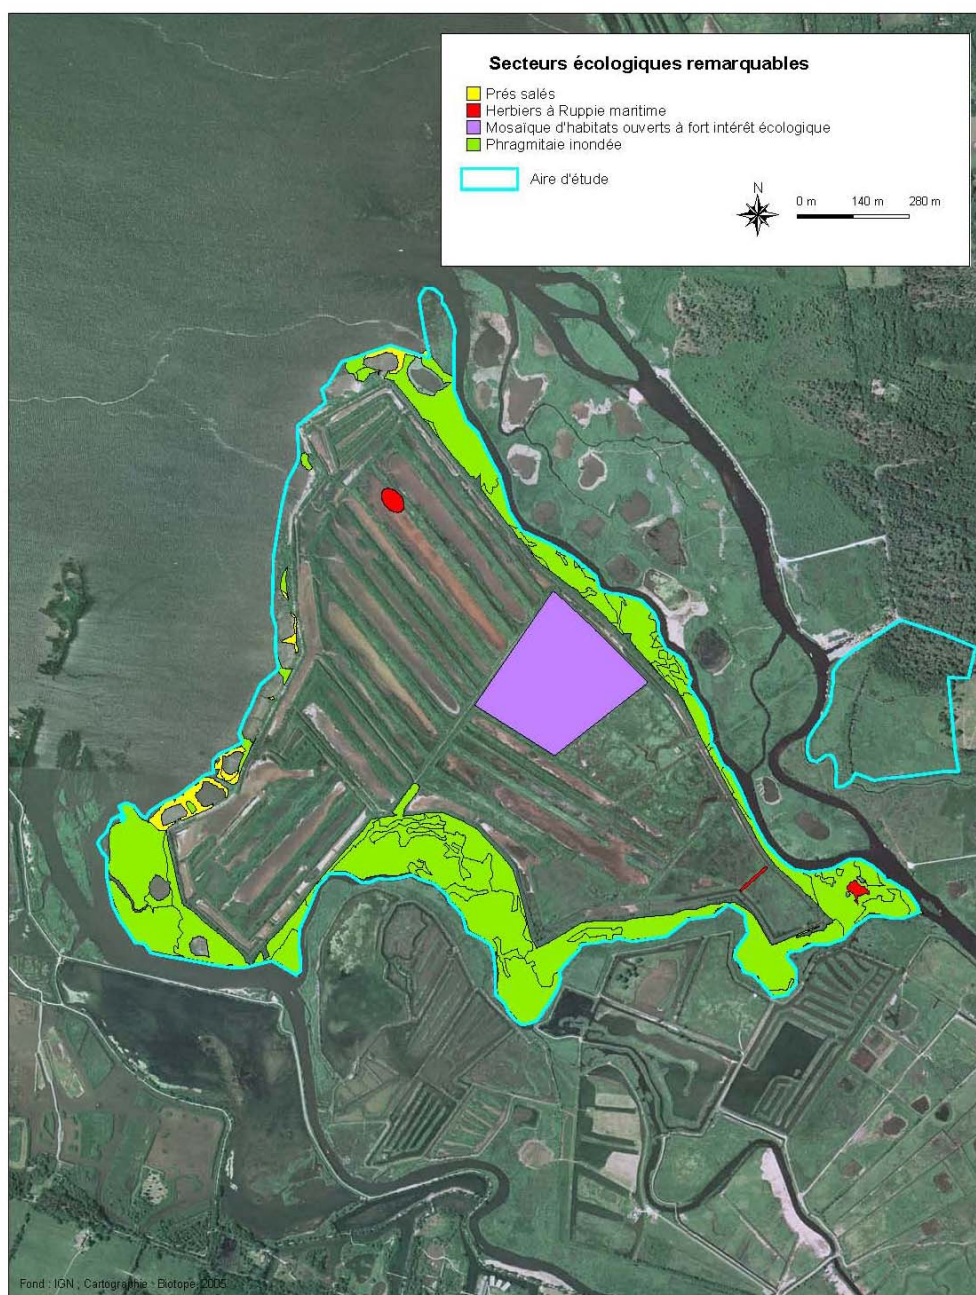 Secteurs écologiques remarquables
Prés salés
Herbiers à Ruppie maritime
Mosaïque d'habitats ouverts à fort intérêt écologique
Phragmitaie inondée
Aire d'étude
N
0 m 140 m 280 m
Fond : IGN ; Cartographie : Biotope, 2005